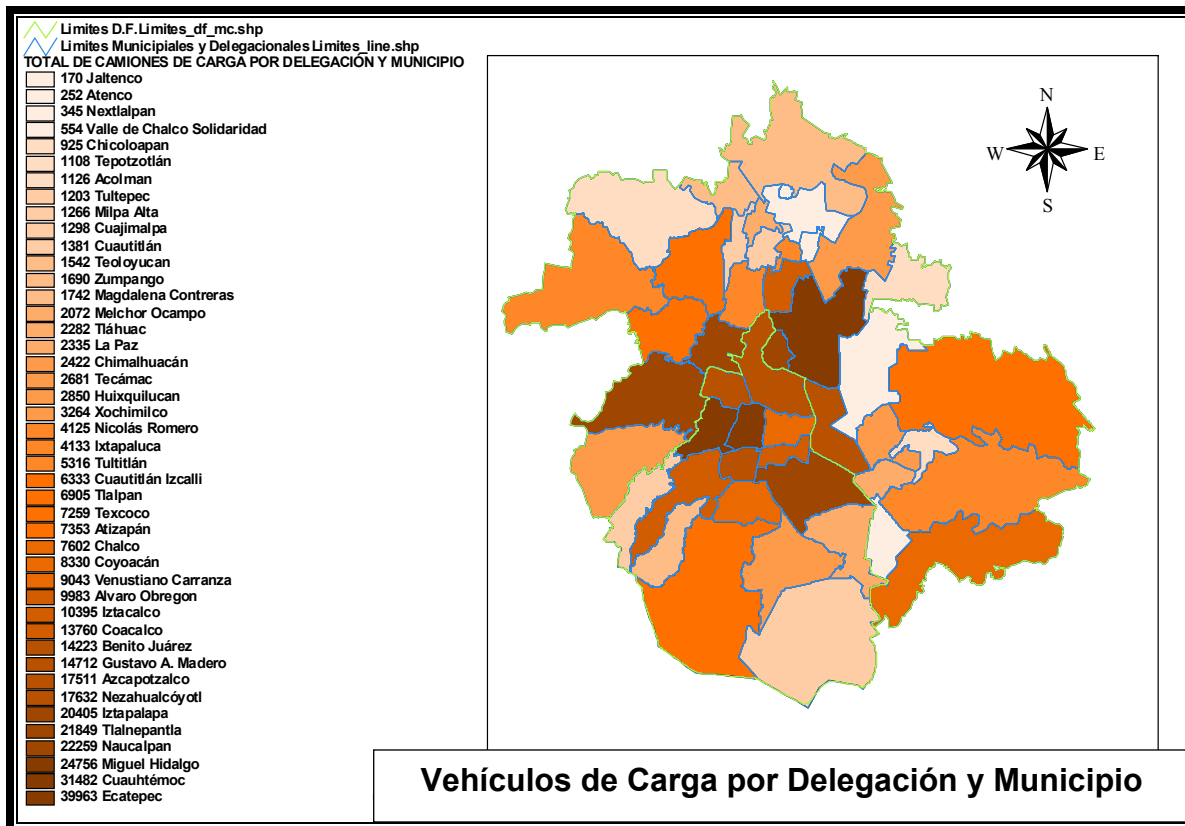 Limites D.F.Limites_df_mc.shp
Limites Municipiales y DelegacionalesLimites_line.shp
TOTAL DE CAMIONES DE CARGA POR DELEGACIÓN Y MUNICIPIO
170 Jaltenco
252 Atenco
345 Nextlalpan
554 Valle de Chalco Solidaridad
925 Chicoloapan
1108 Tepotzotlán
1126 Acolman
1203 Tultepec
1266 Milpa Alta
1298 Cuajimalpa
1381 Cuautitlán
1542 Teoloyucan
1690 Zumpango
1742 Magdalena Contreras
2072 Melchor Ocampo
2282 Tláhuac
2335 La Paz
2422 Chimalhuacán
2681 Tecámac
2850 Huixquilucan
3264 Xochimilco
4125 Nicolás Romero
4133 Ixtapaluca
5316 Tultitlán
6333 Cuautitlán Izcalli
6905 Tlalpan
7259 Texcoco
7353 Atizapán
7602 Chalco
8330 Coyoacán
9043 Venustiano Carranza
9983 Alvaro Obregon
10395 Iztacalco
13760 Coacalco
14223 Benito Juárez
14712 Gustavo A. Madero
17511 Azcapotzalco
17632 Nezahualcóyotl
20405 Iztapalapa
21849 Tlalnepantla
22259 Naucalpan
24756 Miguel Hidalgo
31482 Cuauhtémoc
39963 Ecatepec
N
W E
S
Vehículos de Carga por Delegación y Municipio